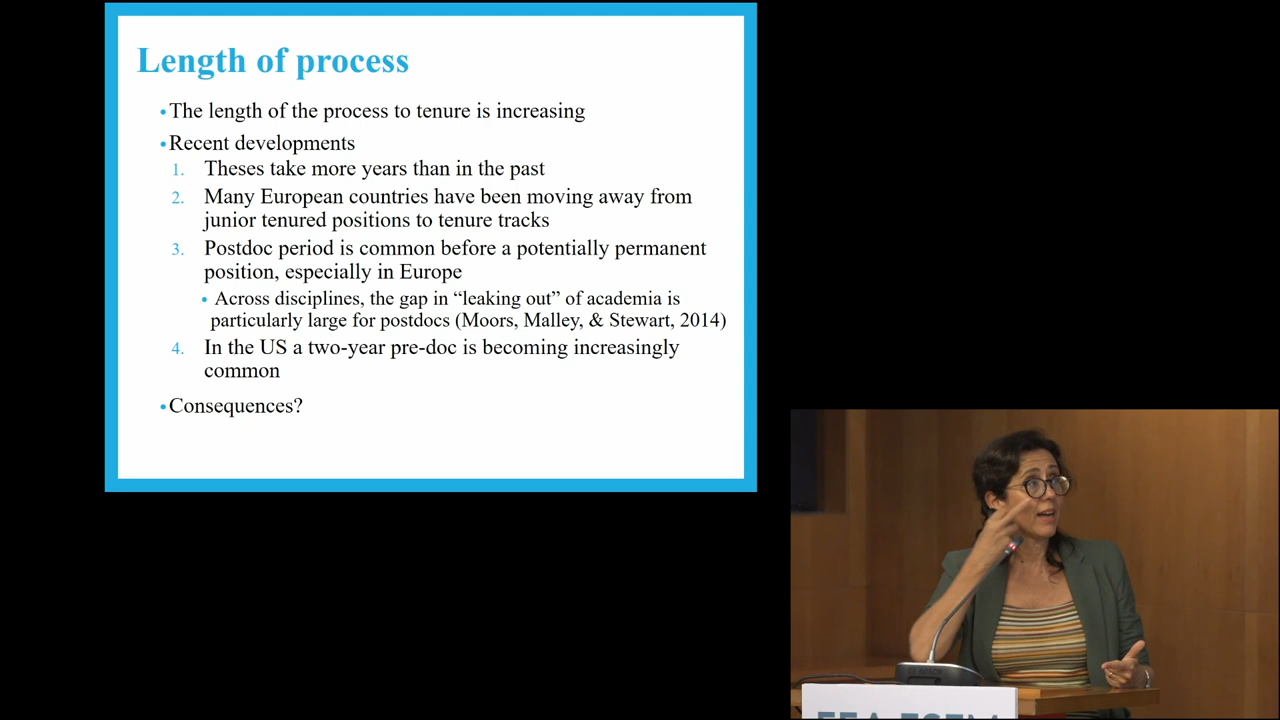 Length of process
•The length of the process to tenure is increasing
•Recent developments
1. Theses take more years than in the past
2. Many European countries have been moving away from
junior tenured positions to tenure tracks
3. Postdoc period is common before a potentially permanent
position, especially in Europe
• Across disciplines, the gap in “leaking out” of academia is
particularly large for postdocs (Moors, Malley, & Stewart, 2014)
4. In the US a two-year pre-doc is becoming increasingly
common
•Consequences?
EEA-ESEM